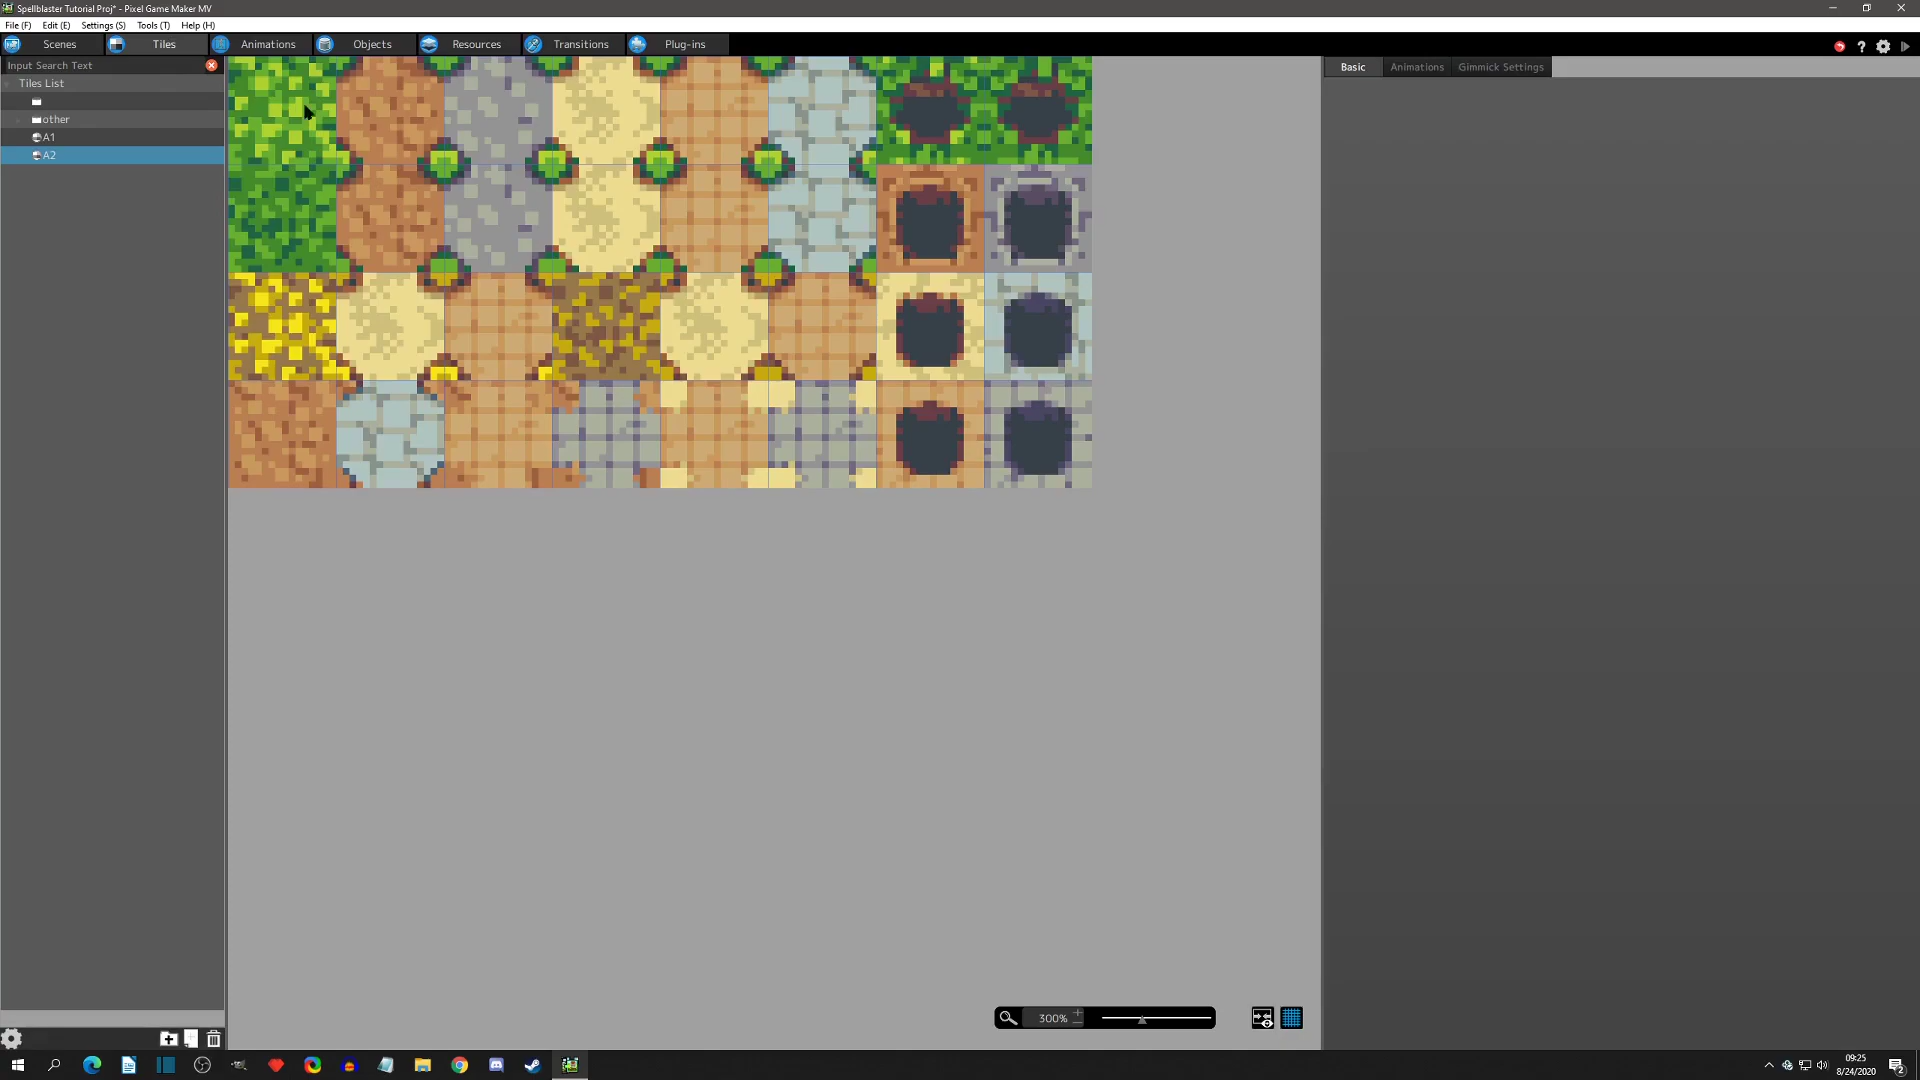 Spellblaster Tutorial Proj* - Pixel Game Maker MV
File (F) Edit (E) Settings (S) Tools (T) Help (H)
Scenes Tiles Animations Objects Resources Transitions Plug-ins
Input Search Text
Basic Animations Gimmick Settings
Tiles List
other
A1
A2
300%
09:25
8/24/2020
2